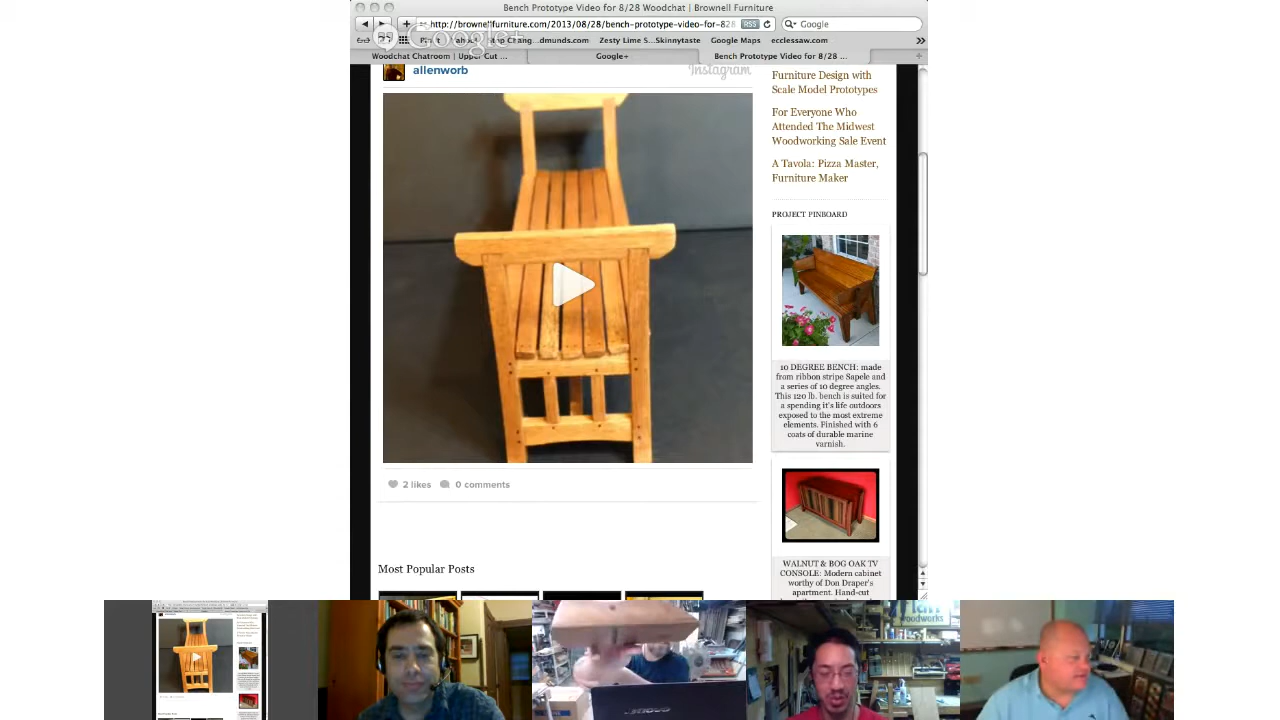 Bench Prototype Video for 8/28 Woodchat | Brownell Furniture
http://brownellfurniture.com/2013/08/28/bench-prototype-video-for-828
RSS
Google
Google+
Zesty Lime S...Skinnytaste
Google Maps
ecclessaw.com
Woodchat Chatroom | Upper Cut ...
Google+
Bench Prototype Video for 8/28 ...
allenworb
Instagram
Furniture Design with
Scale Model Prototypes
For Everyone Who
Attended The Midwest
Woodworking Sale Event
A Tavola: Pizza Master,
Furniture Maker
PROJECT PINBOARD
10 DEGREE BENCH: made
from ribbon stripe Sapele and
a series of 10 degree angles.
This 120 lb. bench is suited for
a spending it's life outdoors
exposed to the most extreme
elements. Finished with 6
coats of durable marine
varnish.
2 likes
0 comments
WALNUT & BOG OAK TV
CONSOLE: Modern cabinet
worthy of Don Draper's
apartment. Hand-cut
Most Popular Posts
woodworks